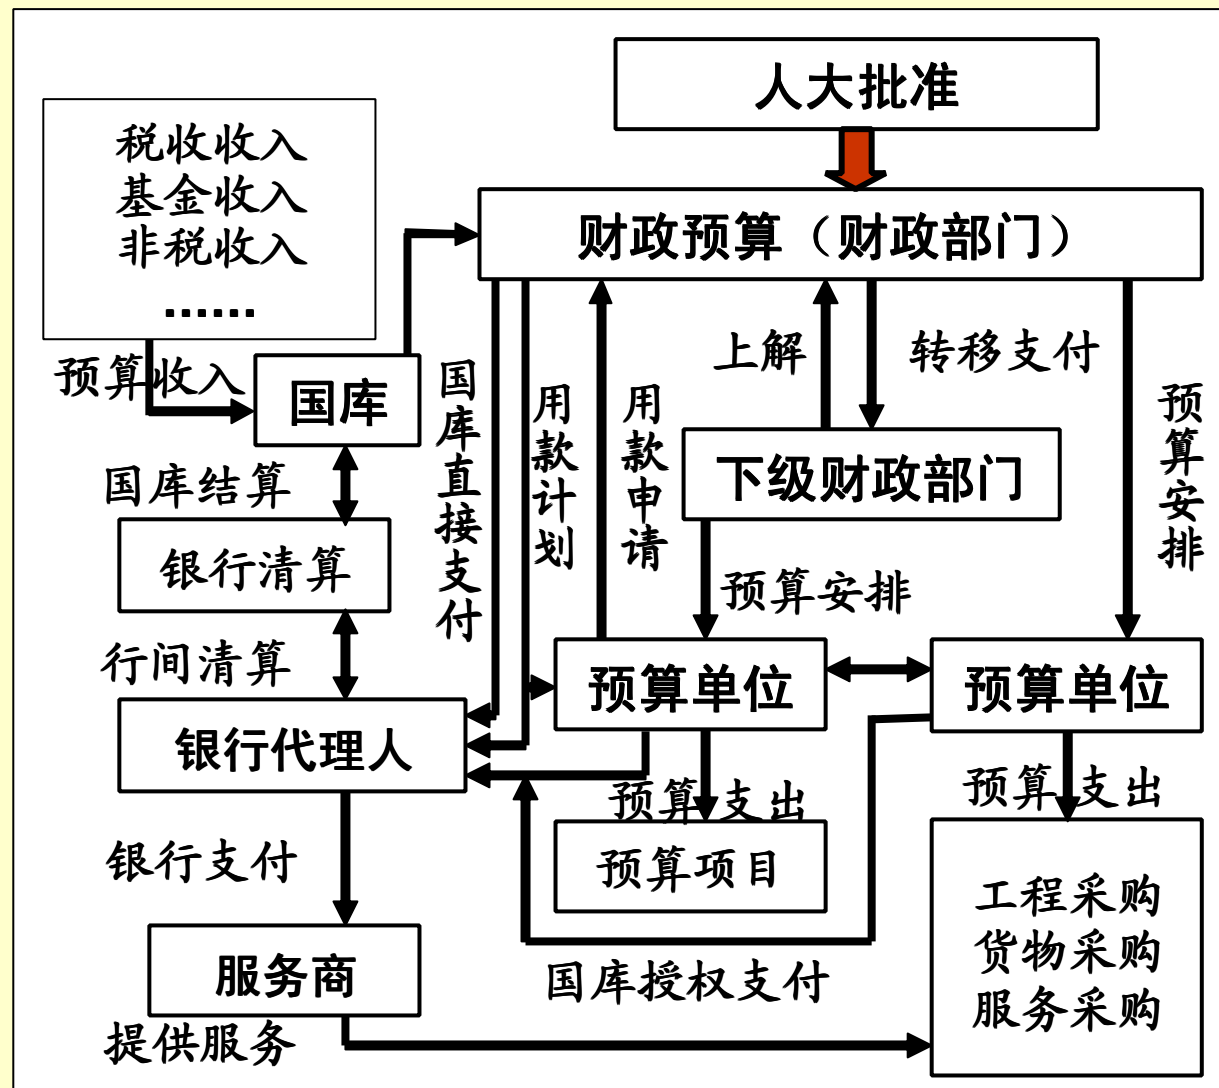 人大批准
税收收入
基金收入
非税收入
……
财政预算（财政部门）
预算收入
国库
国库直接支付
用款计划
用款申请
上解
转移支付
预算安排
下级财政部门
国库结算
银行清算
预算安排
行间清算
预算单位
预算单位
银行代理人
预算支出
预算支出
银行支付
预算项目
工程采购
货物采购
服务采购
服务商
国库授权支付
提供服务